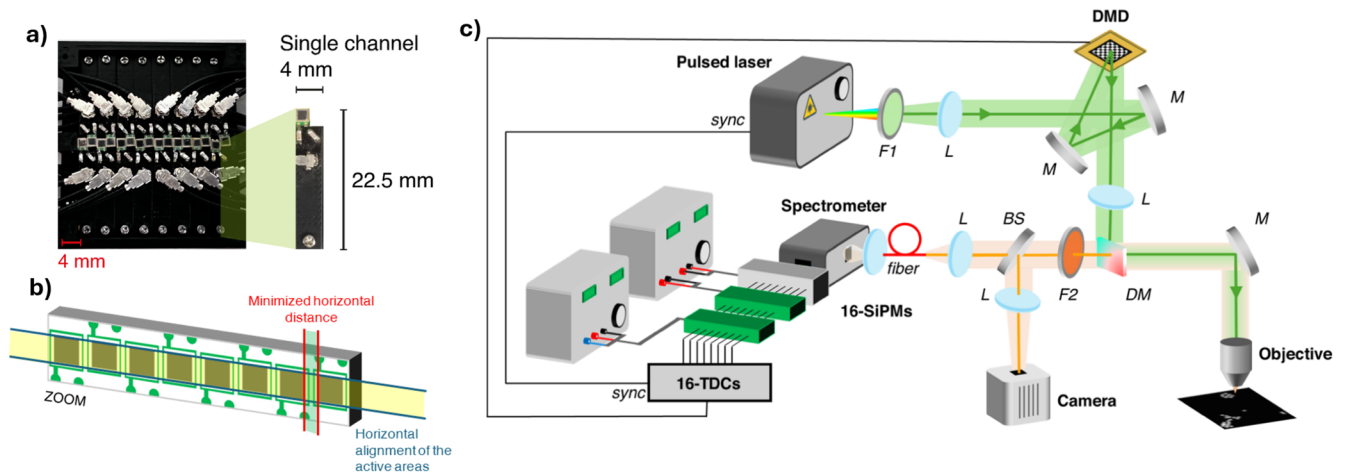 a)
Single channel
4 mm
22.5 mm
4 mm
b)
Minimized horizontal
distance
ZOOM
Horizontal
alignment of the
active areas
c)
DMD
Pulsed laser
sync
F1
L
M
M
L
Spectrometer
L
BS
fiber
F2
DM
M
L
16-SiPMs
Objective
16-TDCs
sync
Camera